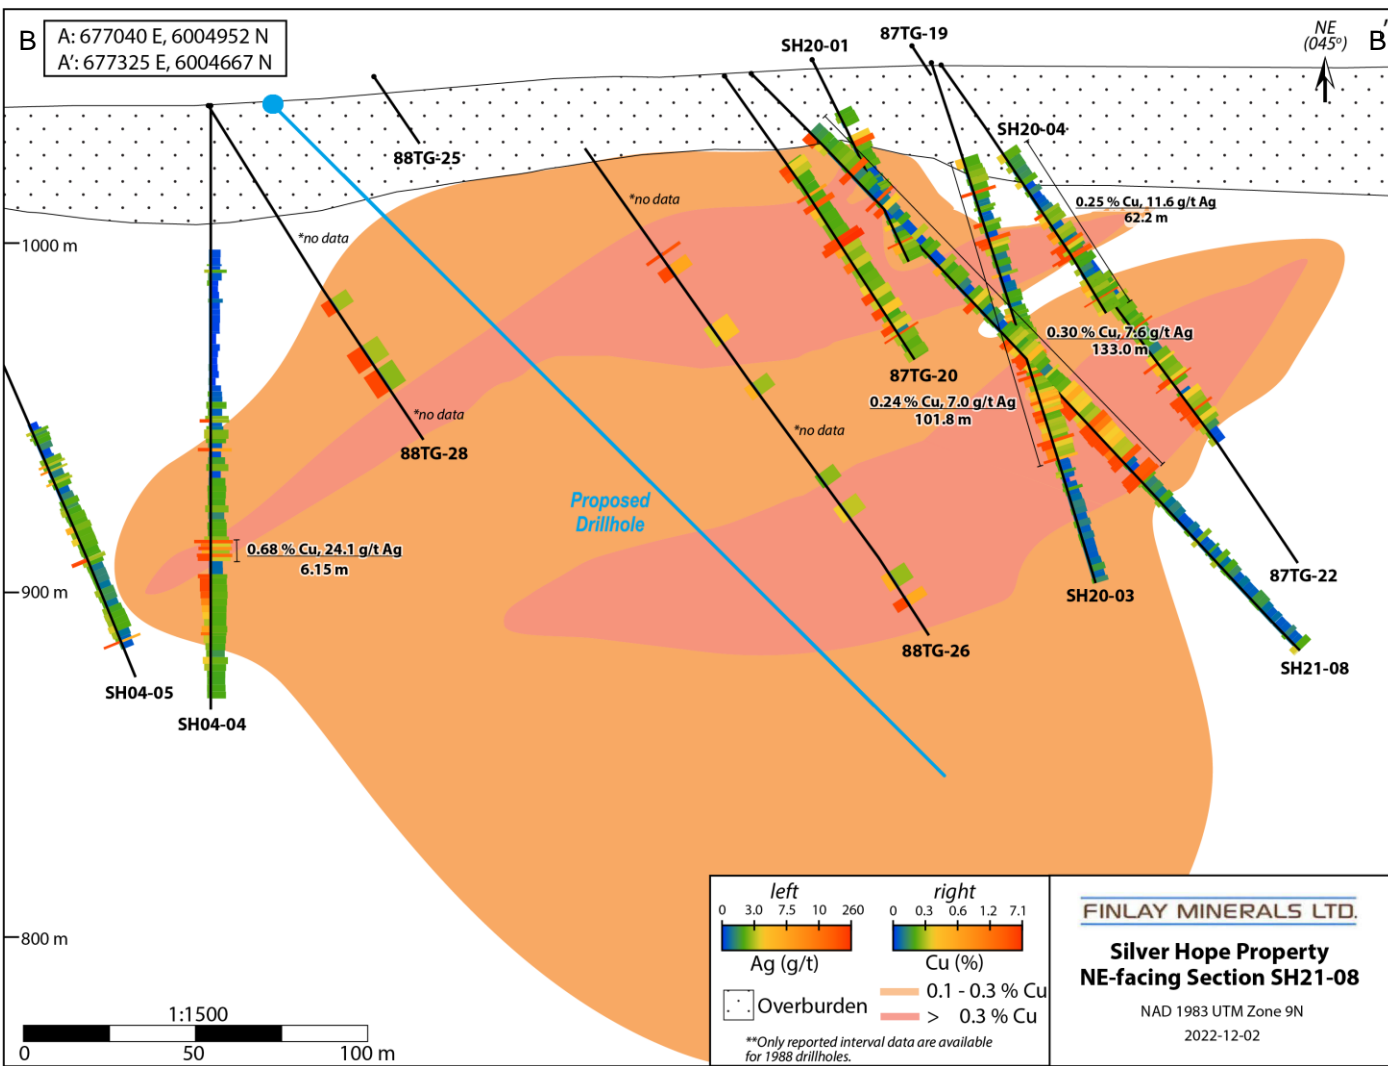 B
A: 677040 E, 6004952 N
A′: 677325 E, 6004667 N
NE
(045º)
B′
87TG-19
SH20-01
88TG-25
SH20-04
*no data
0.25 % Cu, 11.6 g/t Ag
62.2 m
*no data
1000 m
0.30 % Cu, 7.6 g/t Ag
133.0 m
87TG-20
0.24 % Cu, 7.0 g/t Ag
101.8 m
*no data
*no data
88TG-28
Proposed
Drillhole
0.68 % Cu, 24.1 g/t Ag
6.15 m
87TG-22
900 m
SH20-03
88TG-26
SH21-08
SH04-05
SH04-04
800 m
1:1500
0 50 100 m
left
0 3.0 7.5 10 260
Ag (g/t)
right
0 0.3 0.6 1.2 7.1
Cu (%)
Overburden
0.1 - 0.3 % Cu
> 0.3 % Cu
**Only reported interval data are available
for 1988 drillholes.
FINLAY MINERALS LTD.
Silver Hope Property
NE-facing Section SH21-08
NAD 1983 UTM Zone 9N
2022-12-02